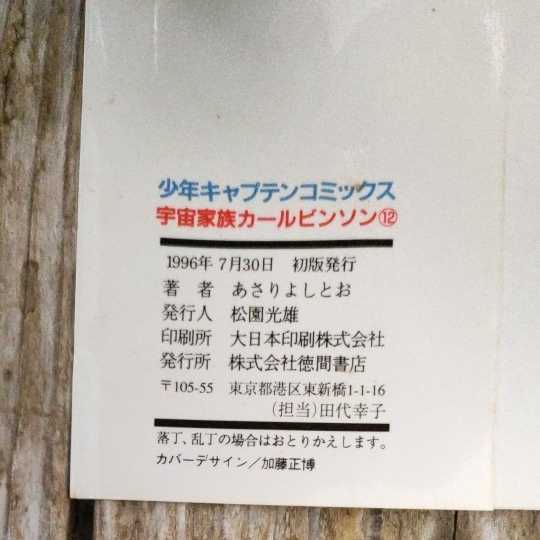 少年キャプテンコミックス
宇宙家族カールビンソン⑫
1996年7月30日 初版発行
著者 あさりよしとお
発行人 松園光雄
印刷所 大日本印刷株式会社
発行所 株式会社徳間書店
〒105-55 東京都港区東新橋1-1-16
(担当)田代幸子
落丁、乱丁の場合はおとりかえします。
カバーデザイン/加藤正博